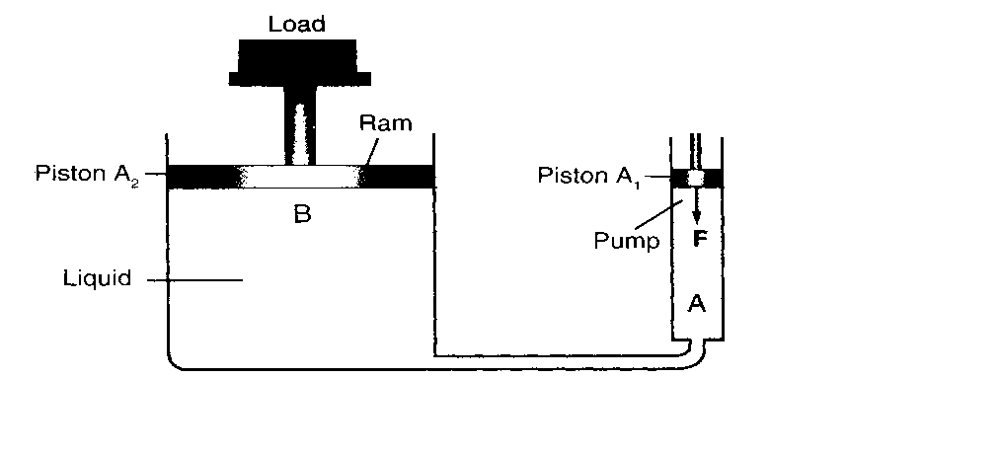 Load
Ram
Piston A₂
Piston A₁
B
Pump
F
Liquid
A